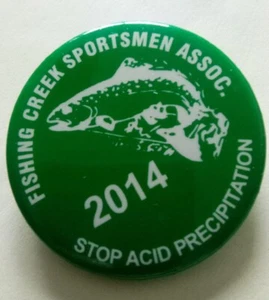 FISHING CREEK SPORTSMEN ASSOC.
2014
STOP ACID PRECIPITATION